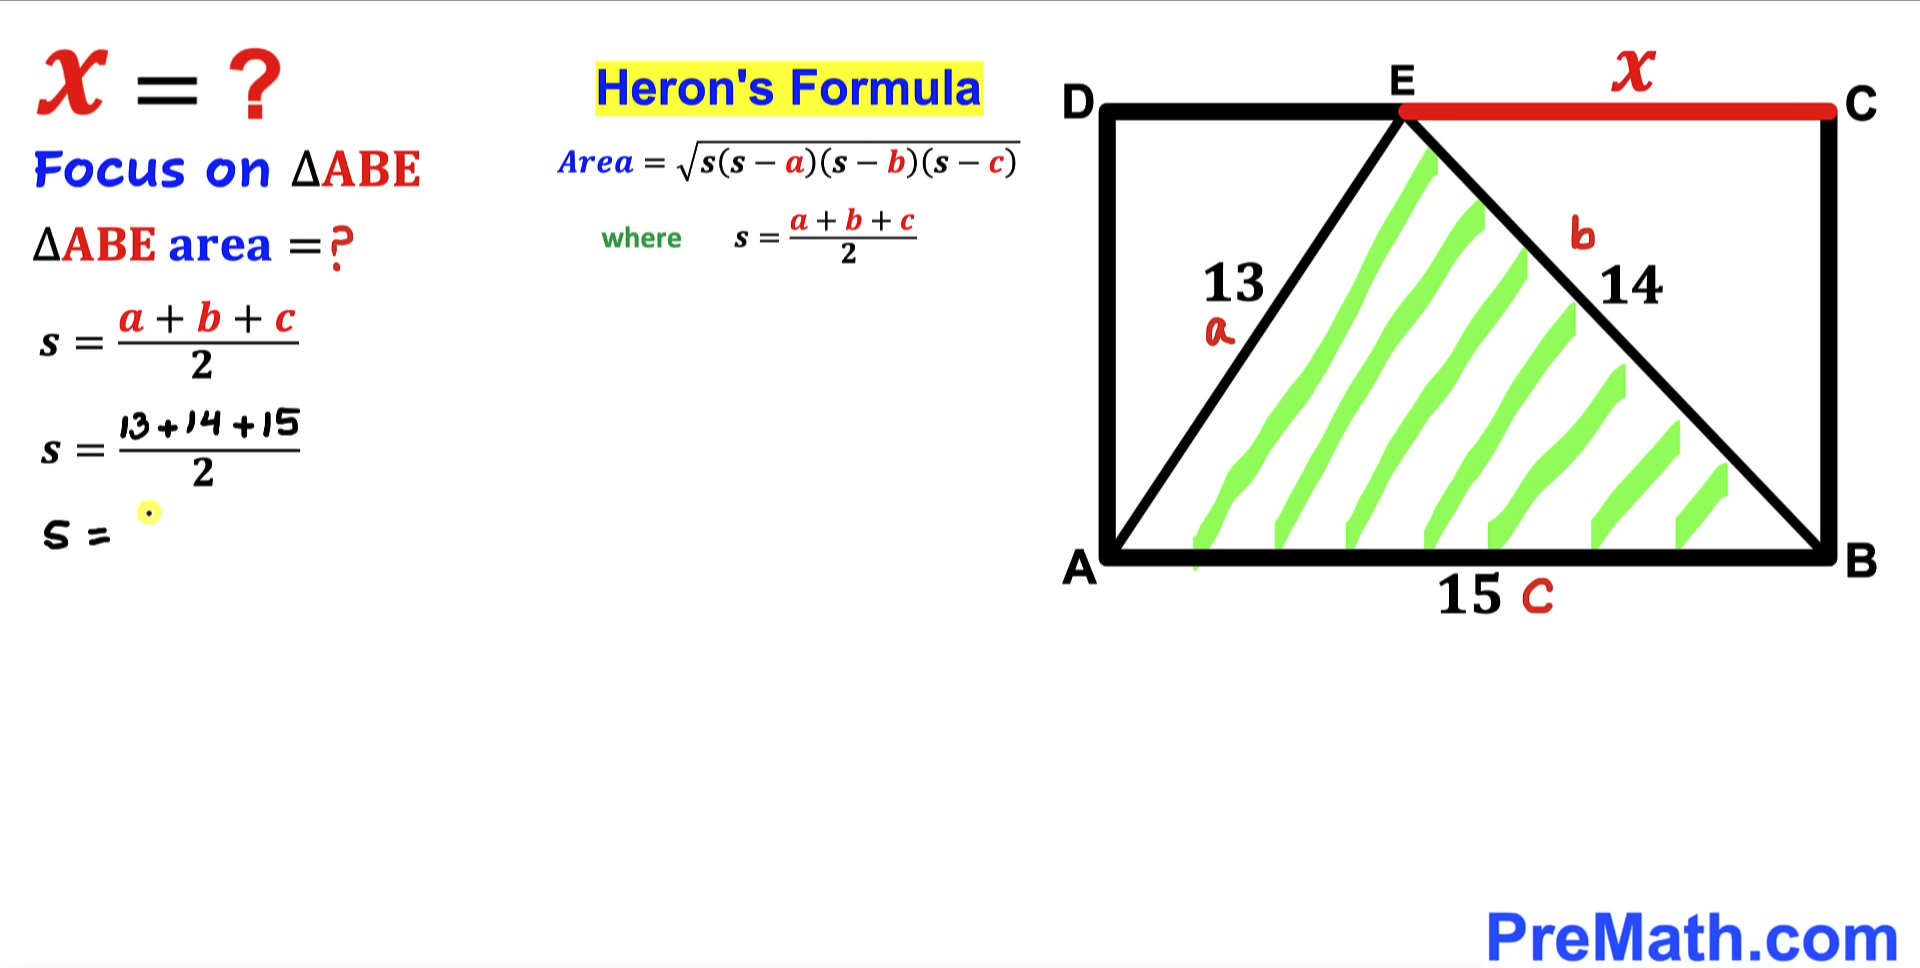 x = ?
Focus on ΔABE
ΔABE area = ?
s = (a + b + c)/2
s = (13 + 14 + 15)/2
s =
Heron's Formula
Area = √(s(s − a)(s − b)(s − c))
where s = (a + b + c)/2
D
E
x
C
13
a
b
14
A
B
15 c
PreMath.com